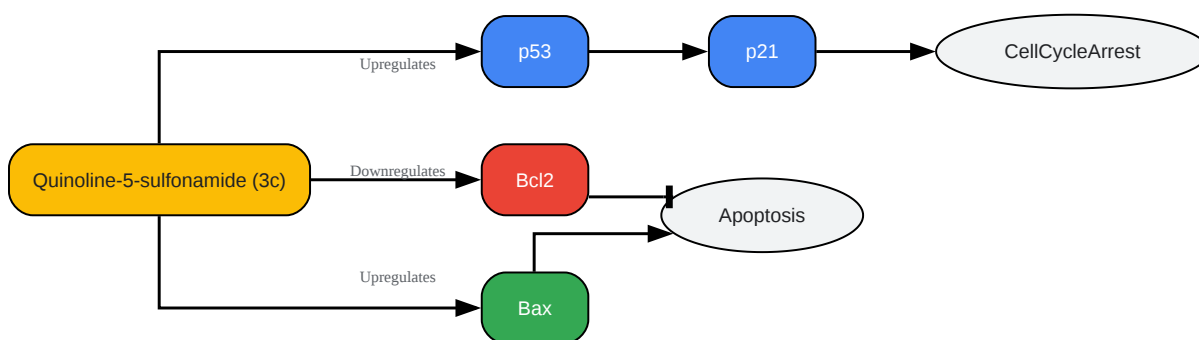 p53
p21
CellCycleArrest
Upregulates
Quinoline-5-sulfonamide (3c)
Downregulates
Bcl2
Apoptosis
Upregulates
Bax